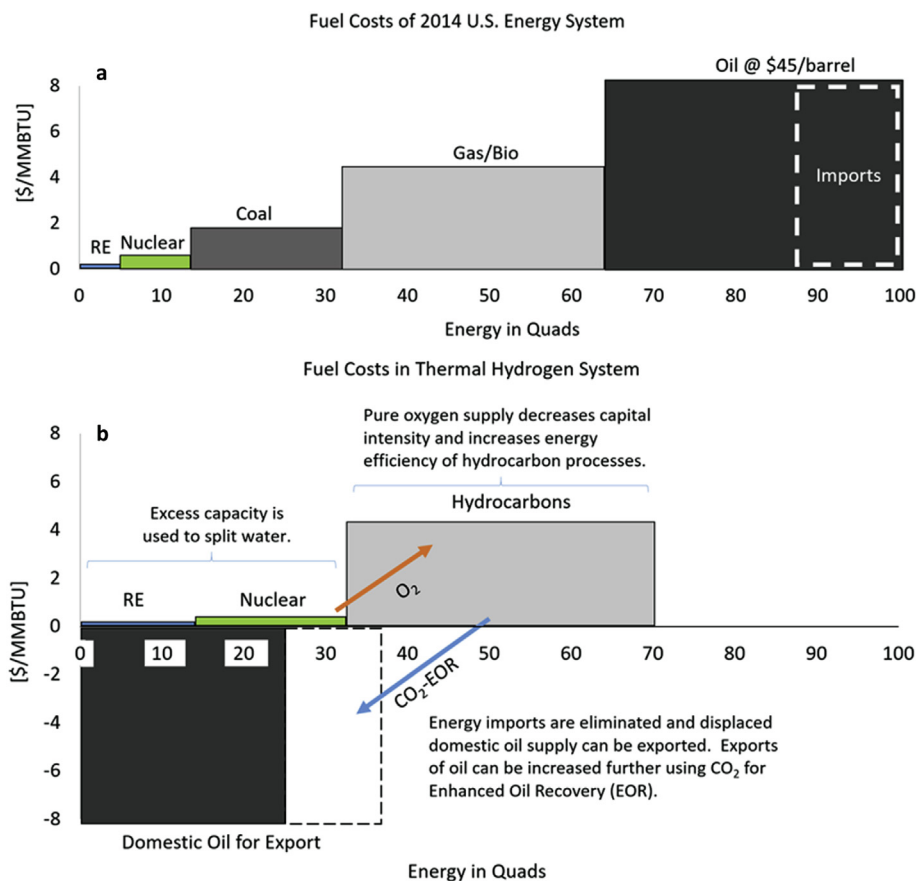 Fuel Costs of 2014 U.S. Energy System
a
Oil @ $45/barrel
8
6
4
2
0
[$/MMBTU]
Gas/Bio
Imports
Coal
RE
Nuclear
0 10 20 30 40 50 60 70 80 90 100
Energy in Quads
Fuel Costs in Thermal Hydrogen System
b
Pure oxygen supply decreases capital
intensity and increases energy
efficiency of hydrocarbon processes.
8
6
4
2
0
-2
-4
-6
-8
[$/MMBTU]
Hydrocarbons
Excess capacity is
used to split water.
O₂
RE
Nuclear
0 10 20 30 40 50 60 70 80 90 100
CO₂-EOR
Energy imports are eliminated and displaced
domestic oil supply can be exported. Exports
of oil can be increased further using CO₂ for
Enhanced Oil Recovery (EOR).
Domestic Oil for Export
Energy in Quads